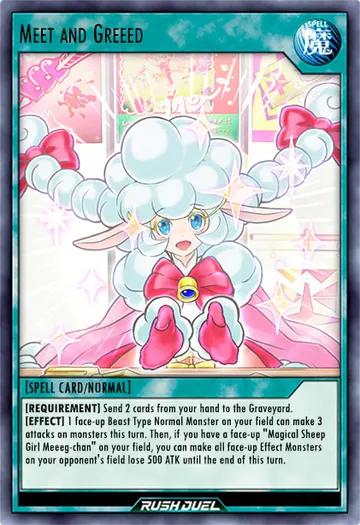 MEET AND GREEED
SPELL
魔
[SPELL CARD/NORMAL]
[REQUIREMENT] Send 2 cards from your hand to the Graveyard.
[EFFECT] 1 face-up Beast Type Normal Monster on your field can make 3
attacks on monsters this turn. Then, if you have a face-up "Magical Sheep
Girl Meeeg-chan" on your field, you can make all face-up Effect Monsters
on your opponent's field lose 500 ATK until the end of this turn.
RUSH DUEL